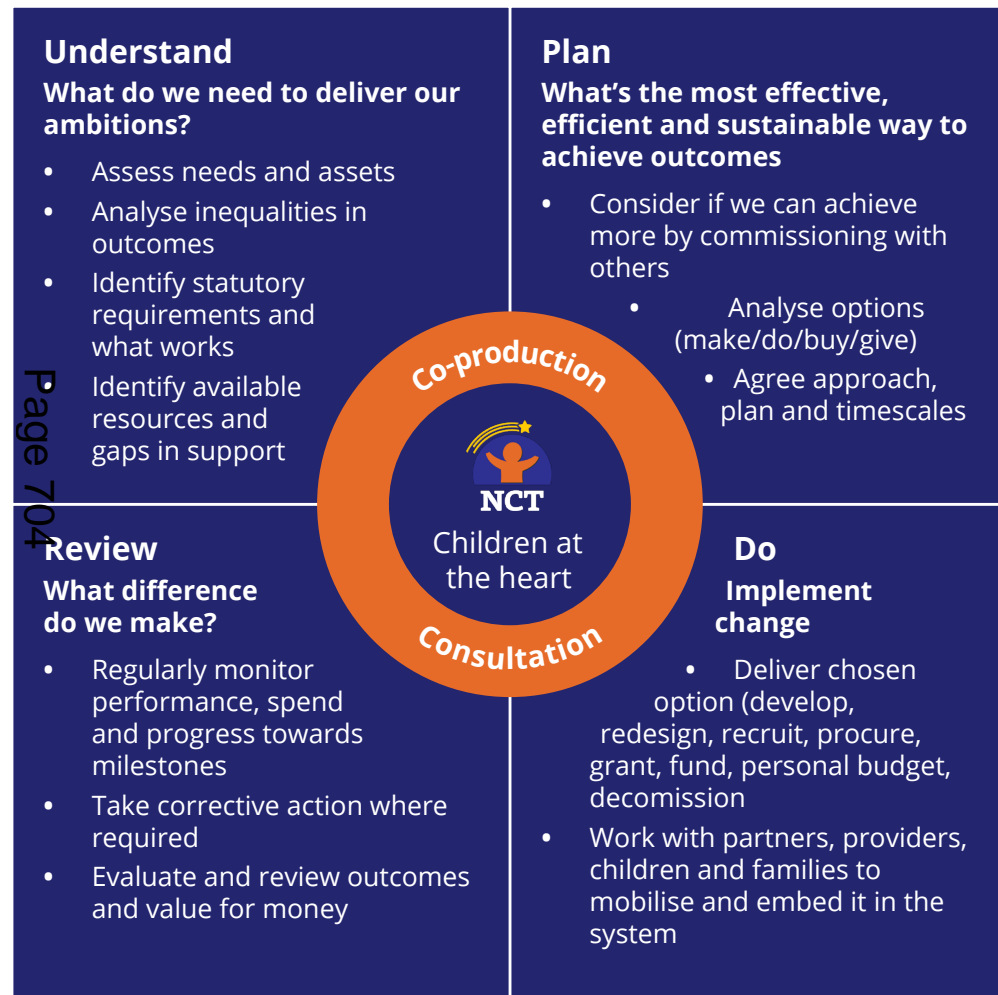 Understand
What do we need to deliver our
ambitions?
• Assess needs and assets
• Analyse inequalities in
outcomes
• Identify statutory
requirements and
what works
• Identify available
resources and
gaps in support
Plan
What’s the most effective,
efficient and sustainable way to
achieve outcomes
• Consider if we can achieve
more by commissioning with
others
• Analyse options
(make/do/buy/give)
• Agree approach,
plan and timescales
Co-production
NCT
Children at
the heart
Consultation
Page 704
Review
What difference
do we make?
• Regularly monitor
performance, spend
and progress towards
milestones
• Take corrective action where
required
• Evaluate and review outcomes
and value for money
Do
Implement
change
• Deliver chosen
option (develop,
redesign, recruit, procure,
grant, fund, personal budget,
decomission
• Work with partners, providers,
children and families to
mobilise and embed it in the
system